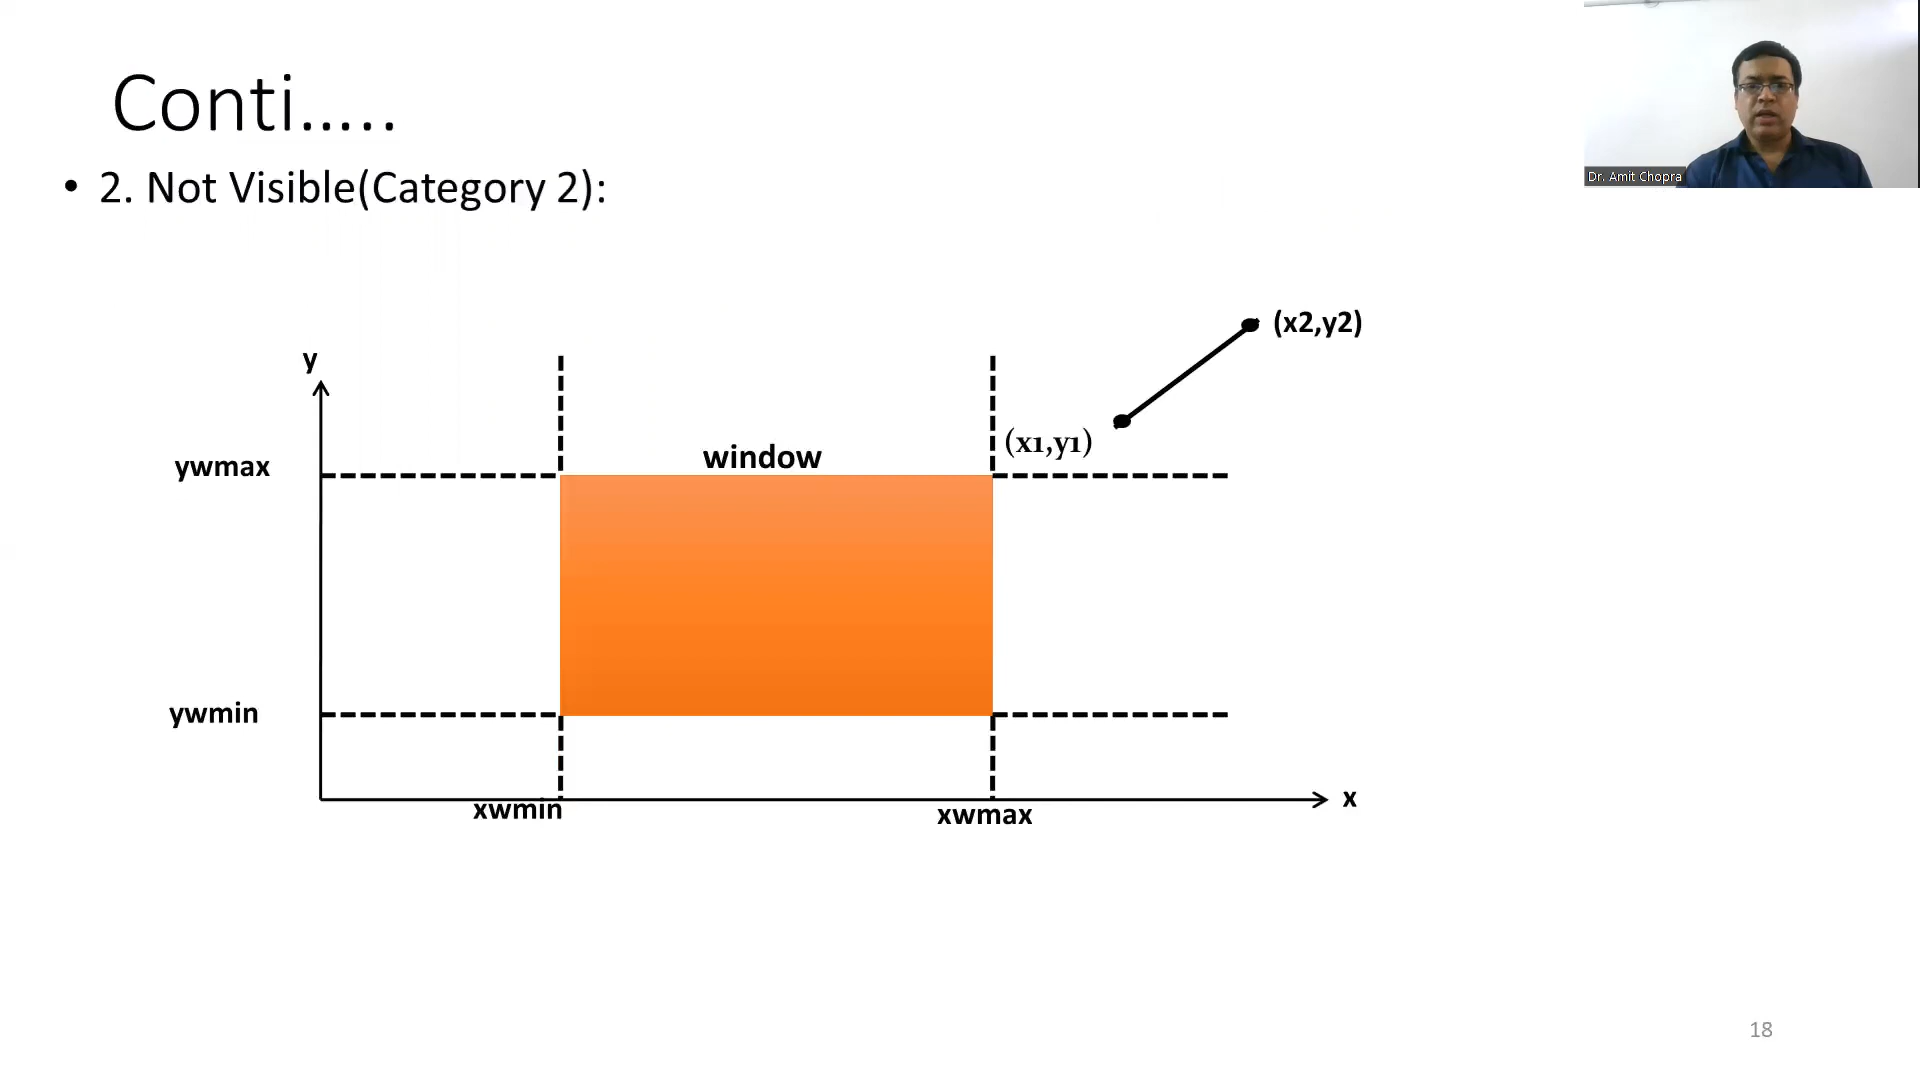 Conti…..
Dr. Amit Chopra
• 2. Not Visible(Category 2):
(x2,y2)
y
(x1,y1)
window
ywmax
ywmin
x
xwmin
xwmax
18